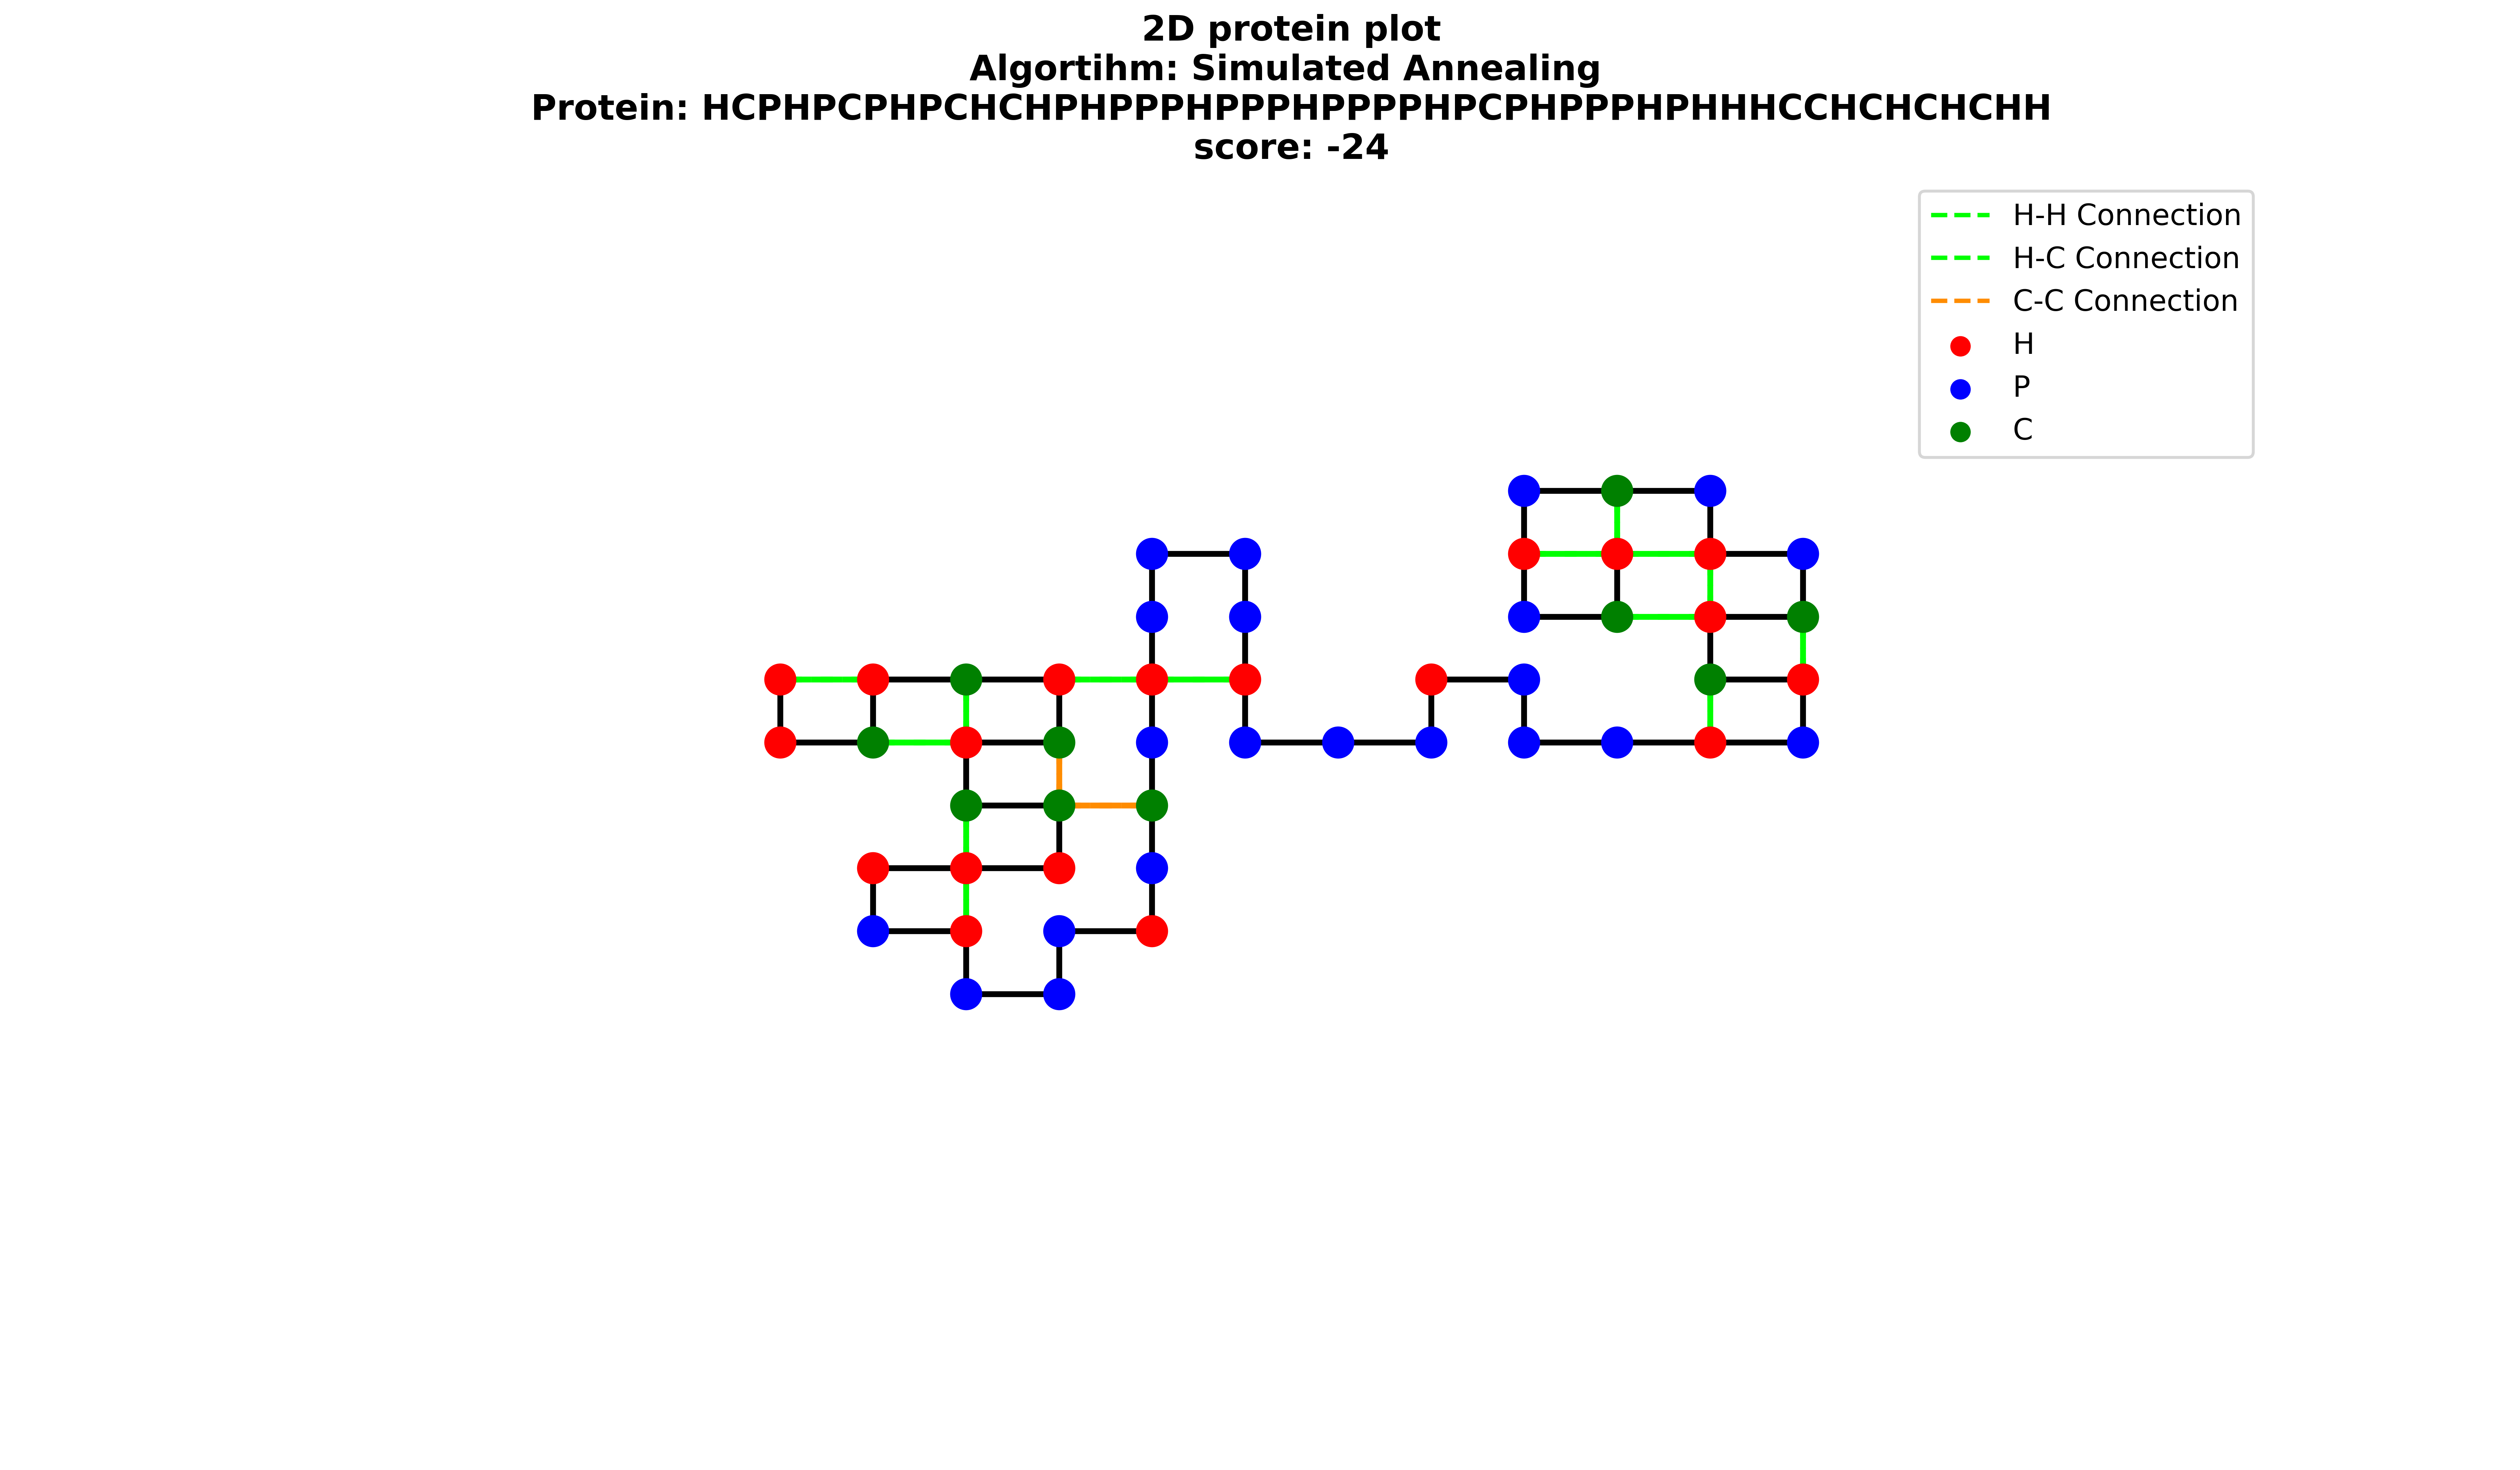 2D protein plot
Algortihm: Simulated Annealing
Protein: HCPHPCPHPCHCHPHPPPHPPPHPPPPHPCPHPPPHPHHHCCHCHCHCHH
score: -24
H-H Connection
H-C Connection
C-C Connection
H
P
C